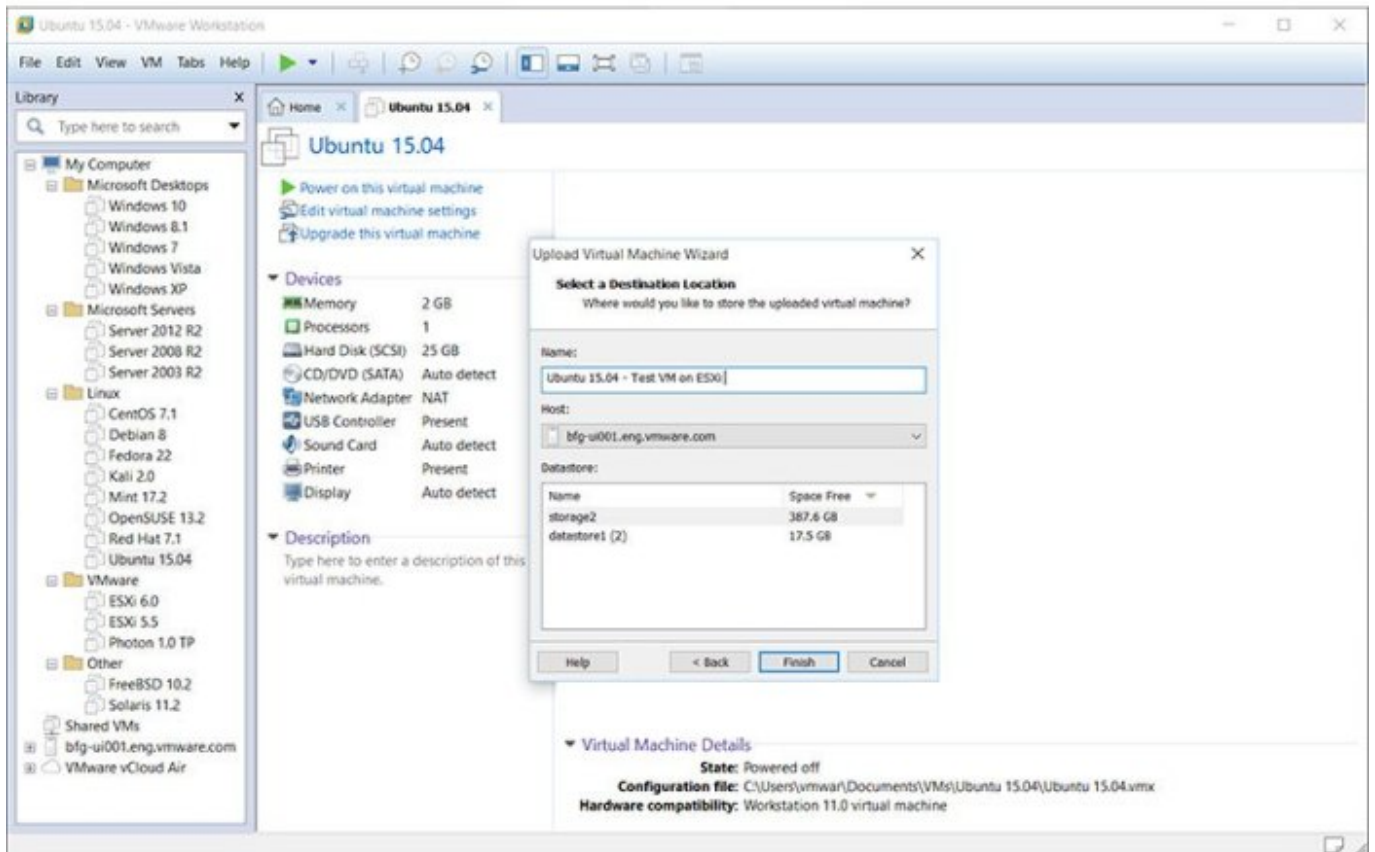 Ubuntu 15.04 - VMware Workstation
File Edit View VM Tabs Help
Library
Type here to search
My Computer
Microsoft Desktops
Windows 10
Windows 8.1
Windows 7
Windows Vista
Windows XP
Microsoft Servers
Server 2012 R2
Server 2008 R2
Server 2003 R2
Linux
CentOS 7.1
Debian 8
Fedora 22
Kali 2.0
Mint 17.2
OpenSUSE 13.2
Red Hat 7.1
Ubuntu 15.04
VMware
ESXi 6.0
ESXi 5.5
Photon 1.0 TP
Other
FreeBSD 10.2
Solaris 11.2
Shared VMs
bfg-ui001.eng.vmware.com
VMware vCloud Air
Home Ubuntu 15.04
Ubuntu 15.04
Power on this virtual machine
Edit virtual machine settings
Upgrade this virtual machine
Devices
Memory 2 GB
Processors 1
Hard Disk (SCSI) 25 GB
CD/DVD (SATA) Auto detect
Network Adapter NAT
USB Controller Present
Sound Card Auto detect
Printer Present
Display Auto detect
Description
Type here to enter a description of this
virtual machine.
Upload Virtual Machine Wizard
Select a Destination Location
Where would you like to store the uploaded virtual machine?
Name:
Ubuntu 15.04 - Test VM on ESXi
Host:
bfg-ui001.eng.vmware.com
Datastore:
Name Space Free
storage2 387.6 GB
datastore1 (2) 17.5 GB
Help < Back Finish Cancel
Virtual Machine Details
State: Powered off
Configuration file: C:\Users\vmwar\Documents\VMs\Ubuntu 15.04\Ubuntu 15.04.vmx
Hardware compatibility: Workstation 11.0 virtual machine